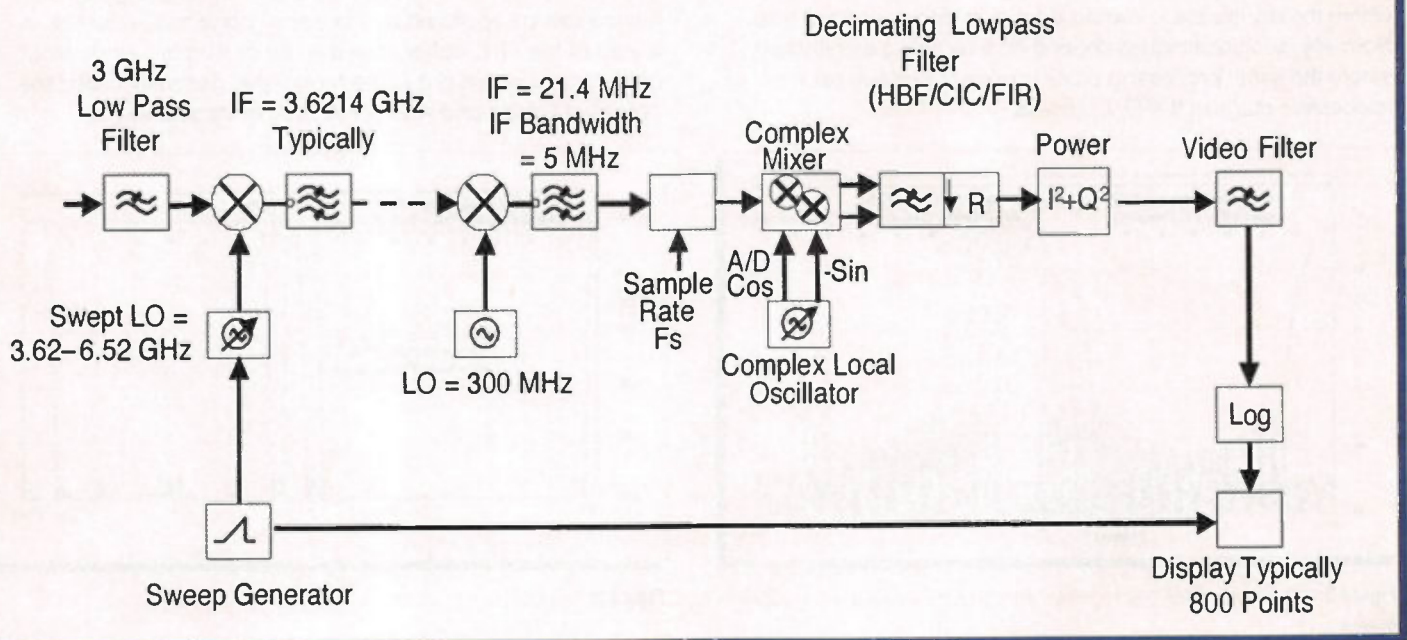 Decimating Lowpass
Filter
(HBF/CIC/FIR)
3 GHz
Low Pass
Filter
IF = 3.6214 GHz
Typically
IF = 21.4 MHz
IF Bandwidth
= 5 MHz
Complex
Mixer
Power
Video Filter
R
I²+Q²
Sample
Rate
Fs
A/D
Cos
-Sin
Swept LO =
3.62–6.52 GHz
LO = 300 MHz
Complex Local
Oscillator
Log
Sweep Generator
Display Typically
800 Points